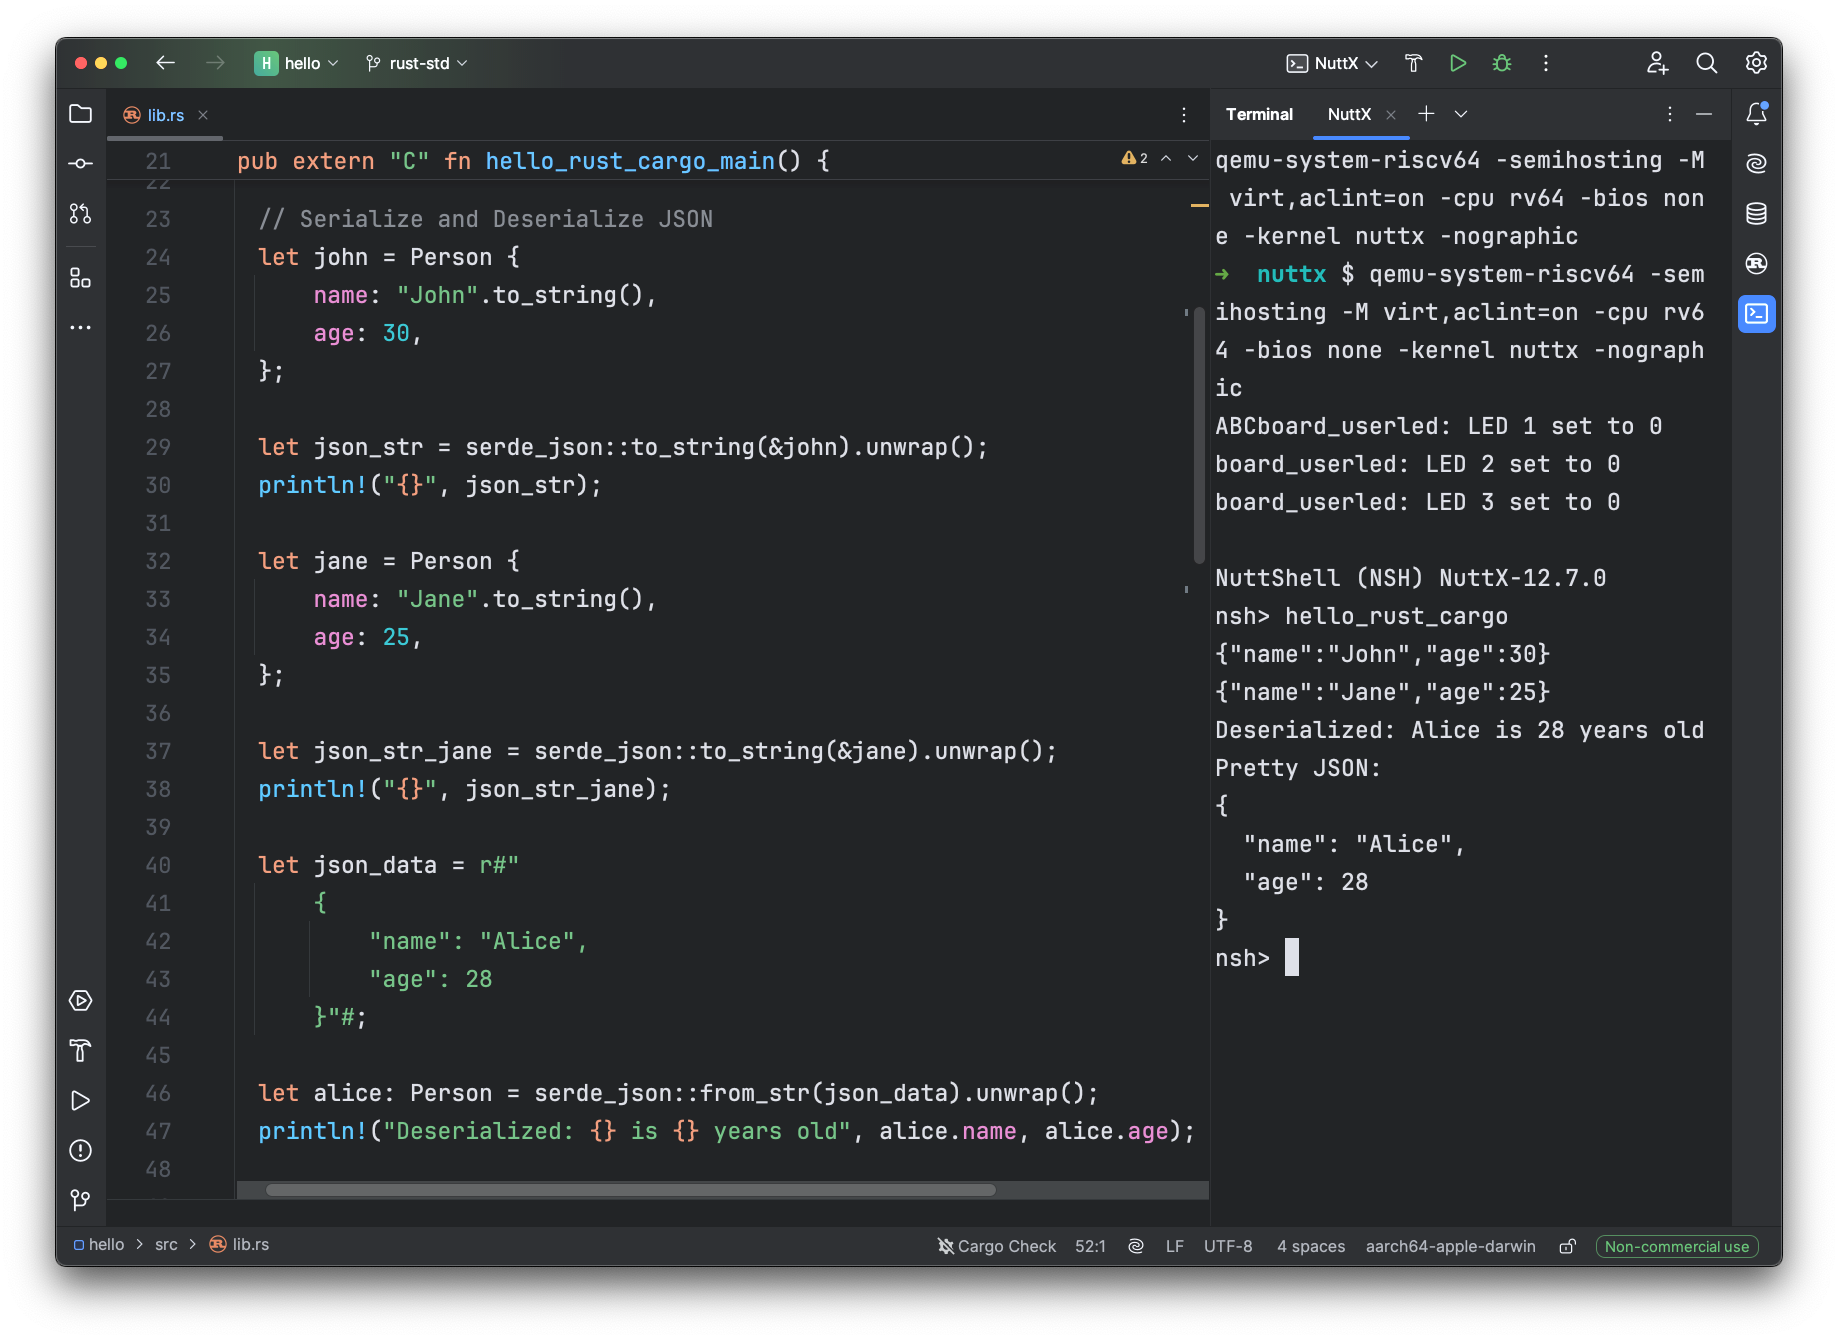 H hello rust-std NuttX
lib.rs
21 pub extern "C" fn hello_rust_cargo_main() {
2
22
23 // Serialize and Deserialize JSON
24 let john = Person {
25 name: "John".to_string(),
26 age: 30,
27 };
28
29 let json_str = serde_json::to_string(&john).unwrap();
30 println!("{}", json_str);
31
32 let jane = Person {
33 name: "Jane".to_string(),
34 age: 25,
35 };
36
37 let json_str_jane = serde_json::to_string(&jane).unwrap();
38 println!("{}", json_str_jane);
39
40 let json_data = r#"
41 {
42 "name": "Alice",
43 "age": 28
44 }"#;
45
46 let alice: Person = serde_json::from_str(json_data).unwrap();
47 println!("Deserialized: {} is {} years old", alice.name, alice.age);
48
Terminal NuttX
qemu-system-riscv64 -semihosting -M
virt,aclint=on -cpu rv64 -bios non
e -kernel nuttx -nographic
➜ nuttx $ qemu-system-riscv64 -sem
ihosting -M virt,aclint=on -cpu rv6
4 -bios none -kernel nuttx -nograph
ic
ABCboard_userled: LED 1 set to 0
board_userled: LED 2 set to 0
board_userled: LED 3 set to 0
NuttShell (NSH) NuttX-12.7.0
nsh> hello_rust_cargo
{"name":"John","age":30}
{"name":"Jane","age":25}
Deserialized: Alice is 28 years old
Pretty JSON:
{
"name": "Alice",
"age": 28
}
nsh>
hello > src > lib.rs
Cargo Check 52:1 LF UTF-8 4 spaces aarch64-apple-darwin Non-commercial use